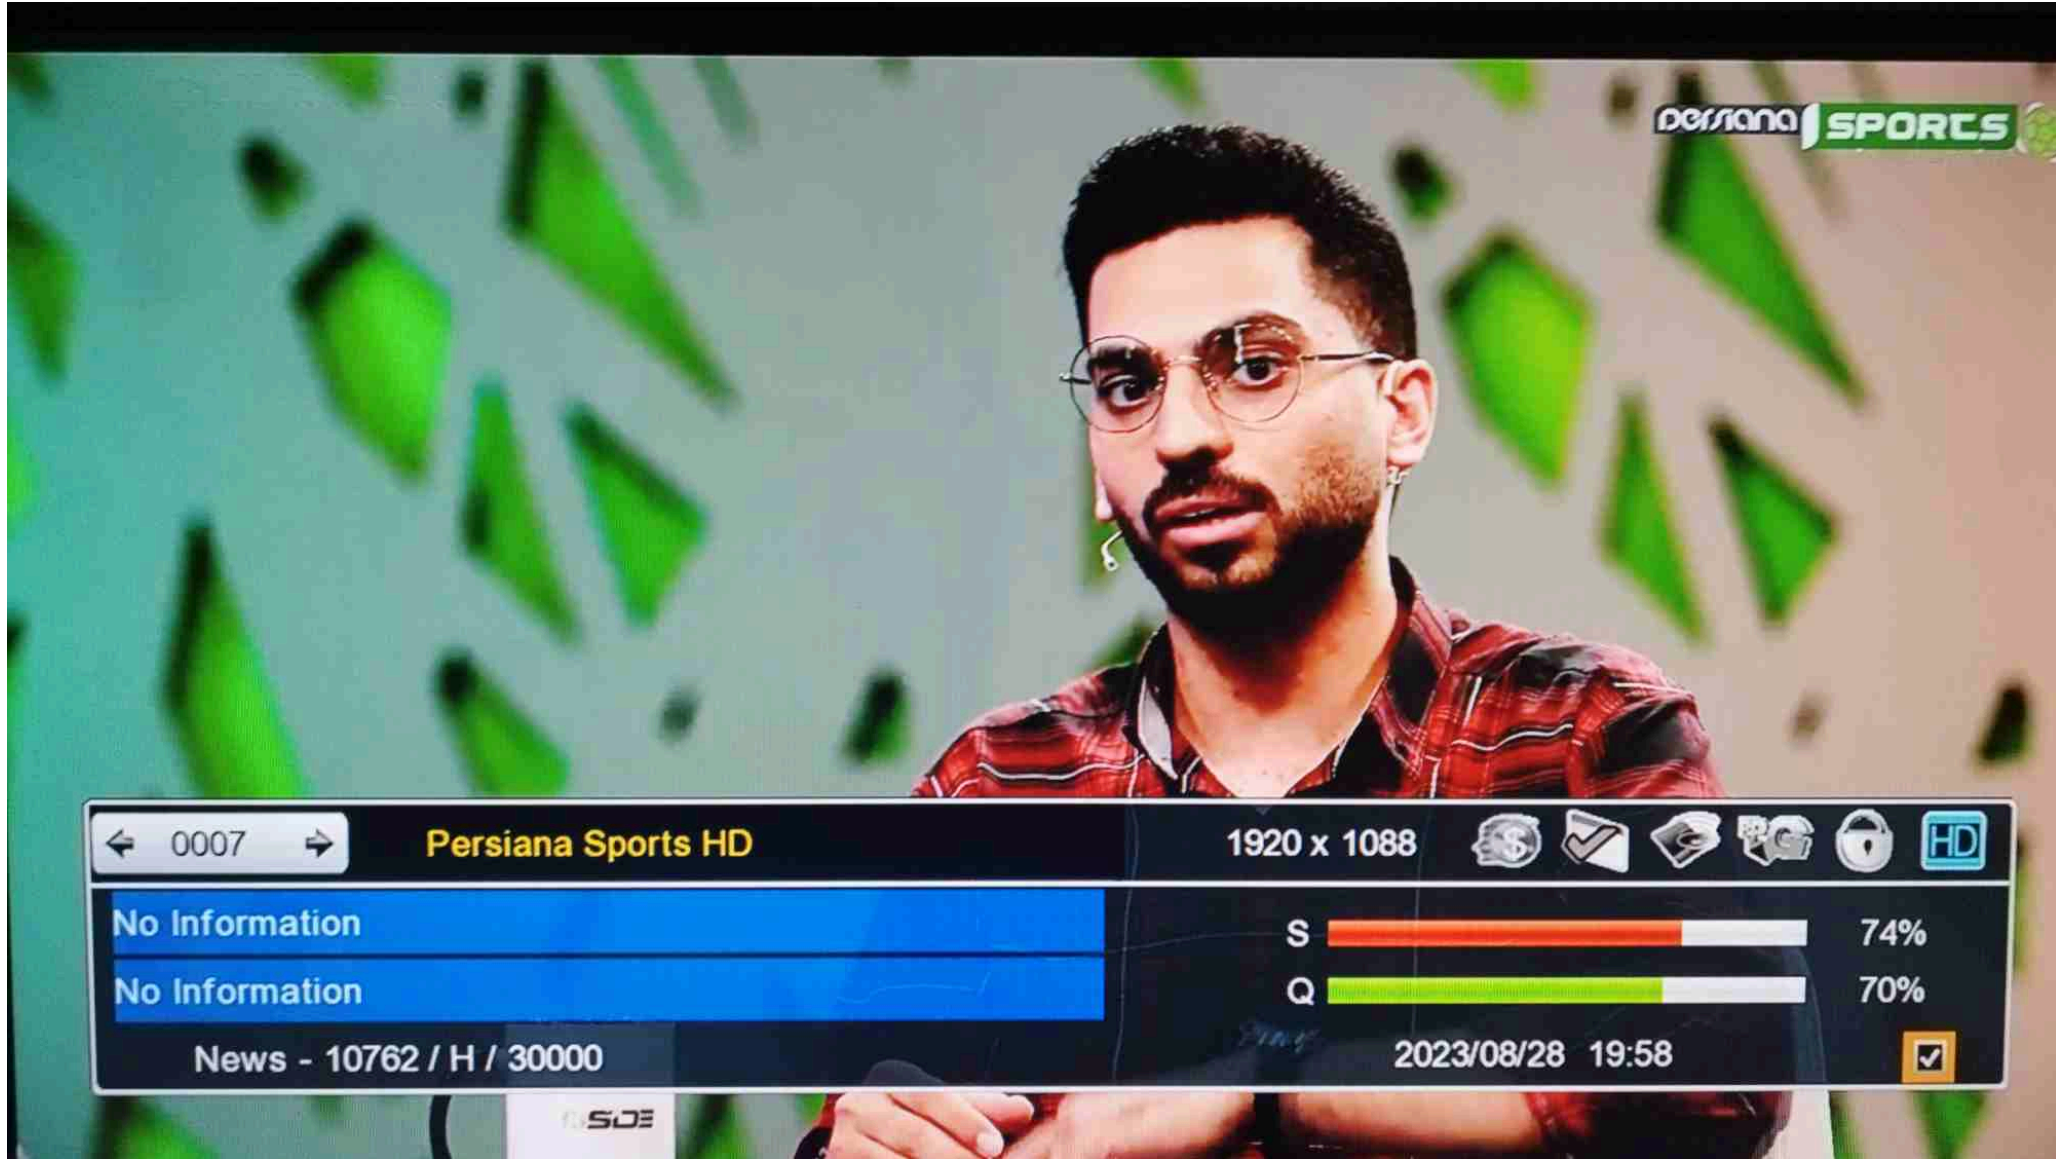 persiana SPORTS
0007 Persiana Sports HD 1920 x 1088 $ G HD
No Information
S 74%
No Information
Q 70%
News - 10762 / H / 30000 2023/08/28 19:58